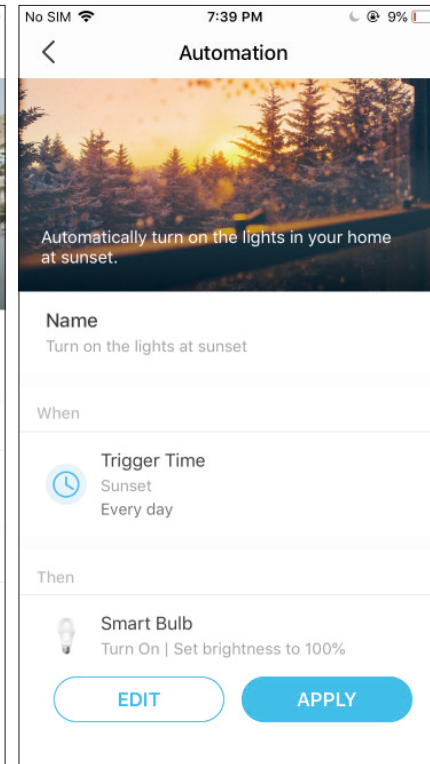 No SIM 7:39 PM 9%
Automation
Automatically turn on the lights in your home
at sunset.
Name
Turn on the lights at sunset
When
Trigger Time
Sunset
Every day
Then
Smart Bulb
Turn On | Set brightness to 100%
EDIT APPLY